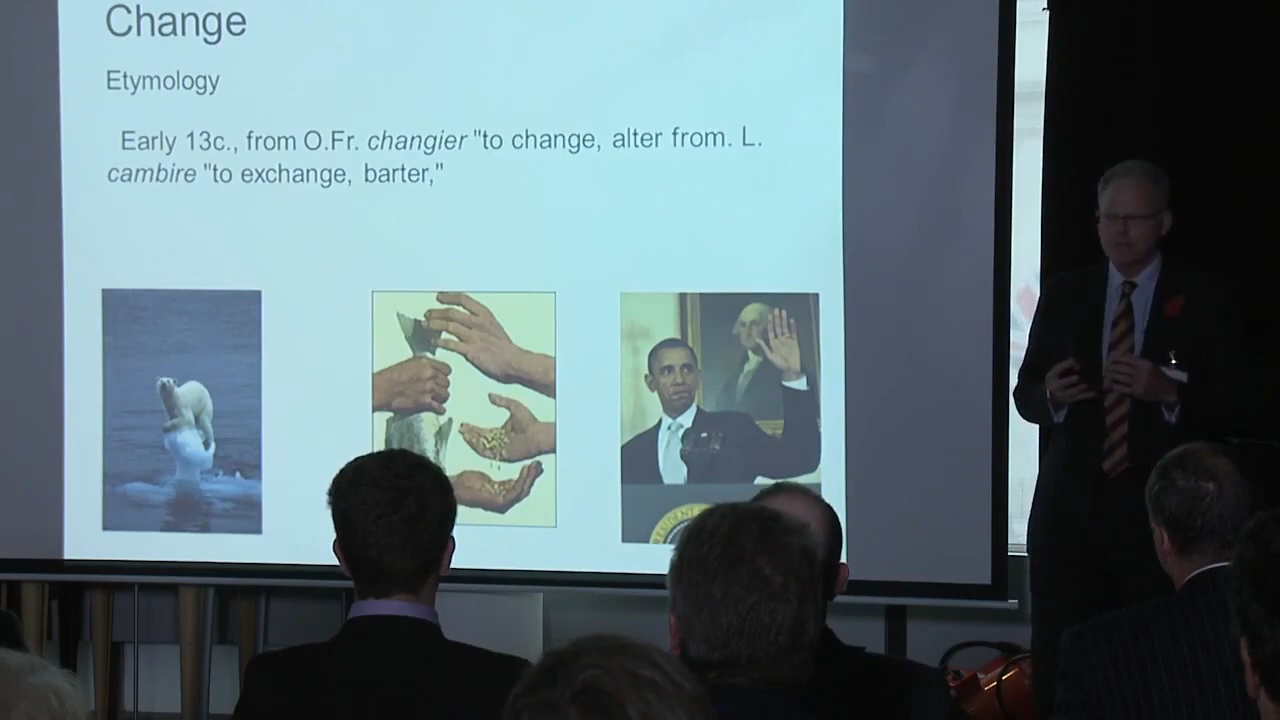 Change
Etymology
Early 13c., from O.Fr. changier "to change, alter from. L.
cambire "to exchange, barter,"